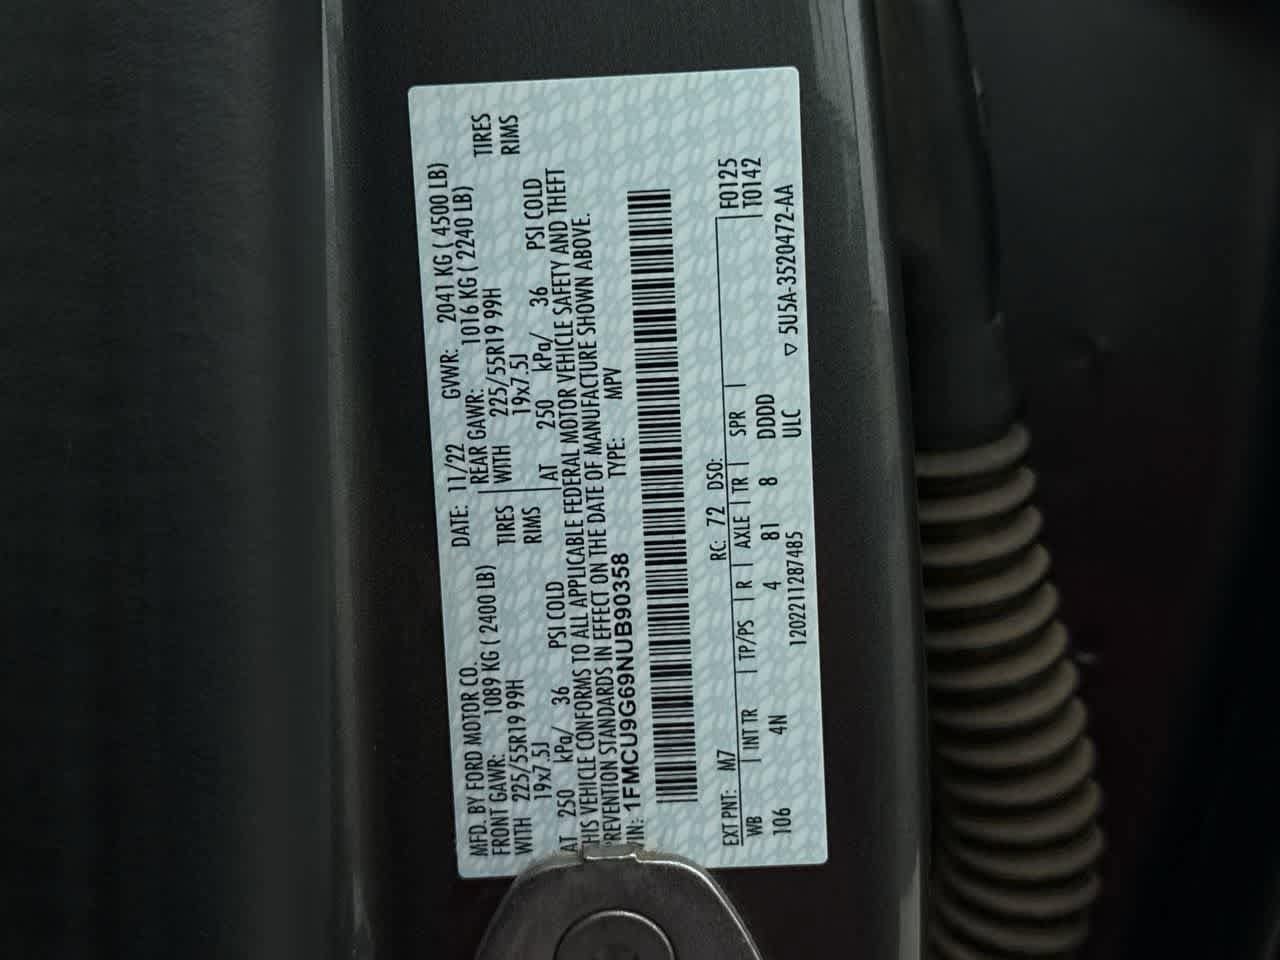 MFD. BY FORD MOTOR CO. DATE: 11/22 GVWR: 2041 KG ( 4500 LB)
FRONT GAWR: 1089 KG ( 2400 LB) REAR GAWR: 1016 KG ( 2240 LB)
WITH 225/55R19 99H TIRES WITH 225/55R19 99H TIRES
19x7.5J RIMS 19x7.5J RIMS
AT 250 kPa/ 36 PSI COLD AT 250 kPa/ 36 PSI COLD
HIS VEHICLE CONFORMS TO ALL APPLICABLE FEDERAL MOTOR VEHICLE SAFETY AND THEFT
PREVENTION STANDARDS IN EFFECT ON THE DATE OF MANUFACTURE SHOWN ABOVE.
VIN: 1FMCU9G69NUB90358 TYPE: MPV
EXT PNT: M7 RC: 72 DSO: F0125
WB INT TR TP/PS R AXLE TR SPR T0142
106 4N 4 81 8 DDDD
1202211287485 ULC ▽ 5U5A-3520472-AA